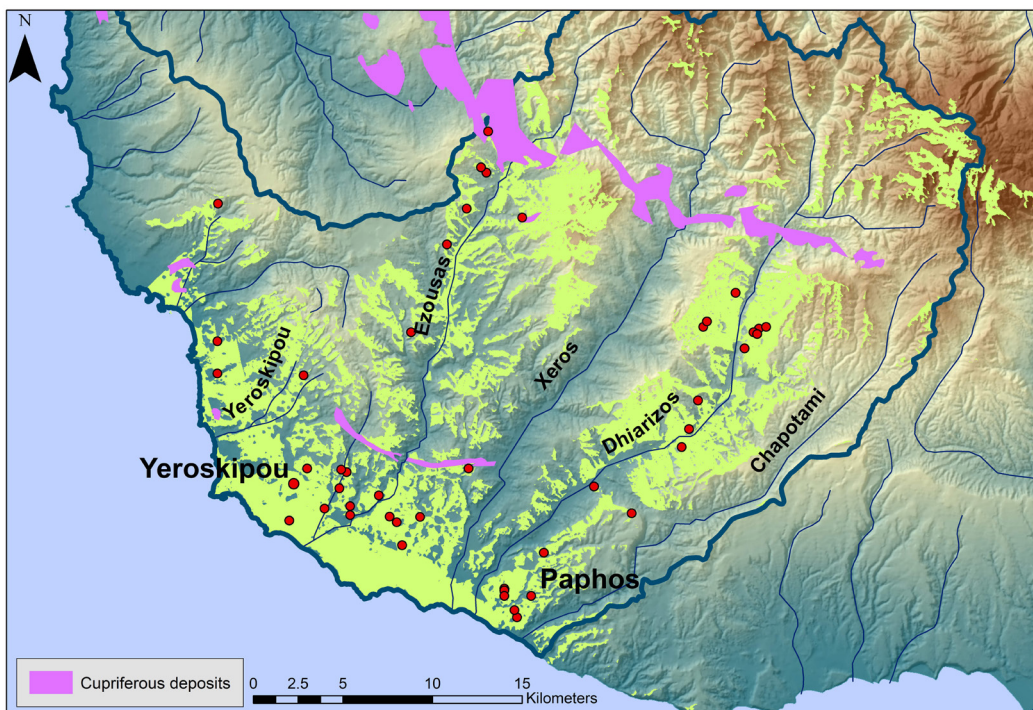 N
Ezousas
Xeros
Yeroskipou
Dhiarizos
Chapotami
Yeroskipou
Paphos
Cupriferous deposits
0 2.5 5 10 15
Kilometers